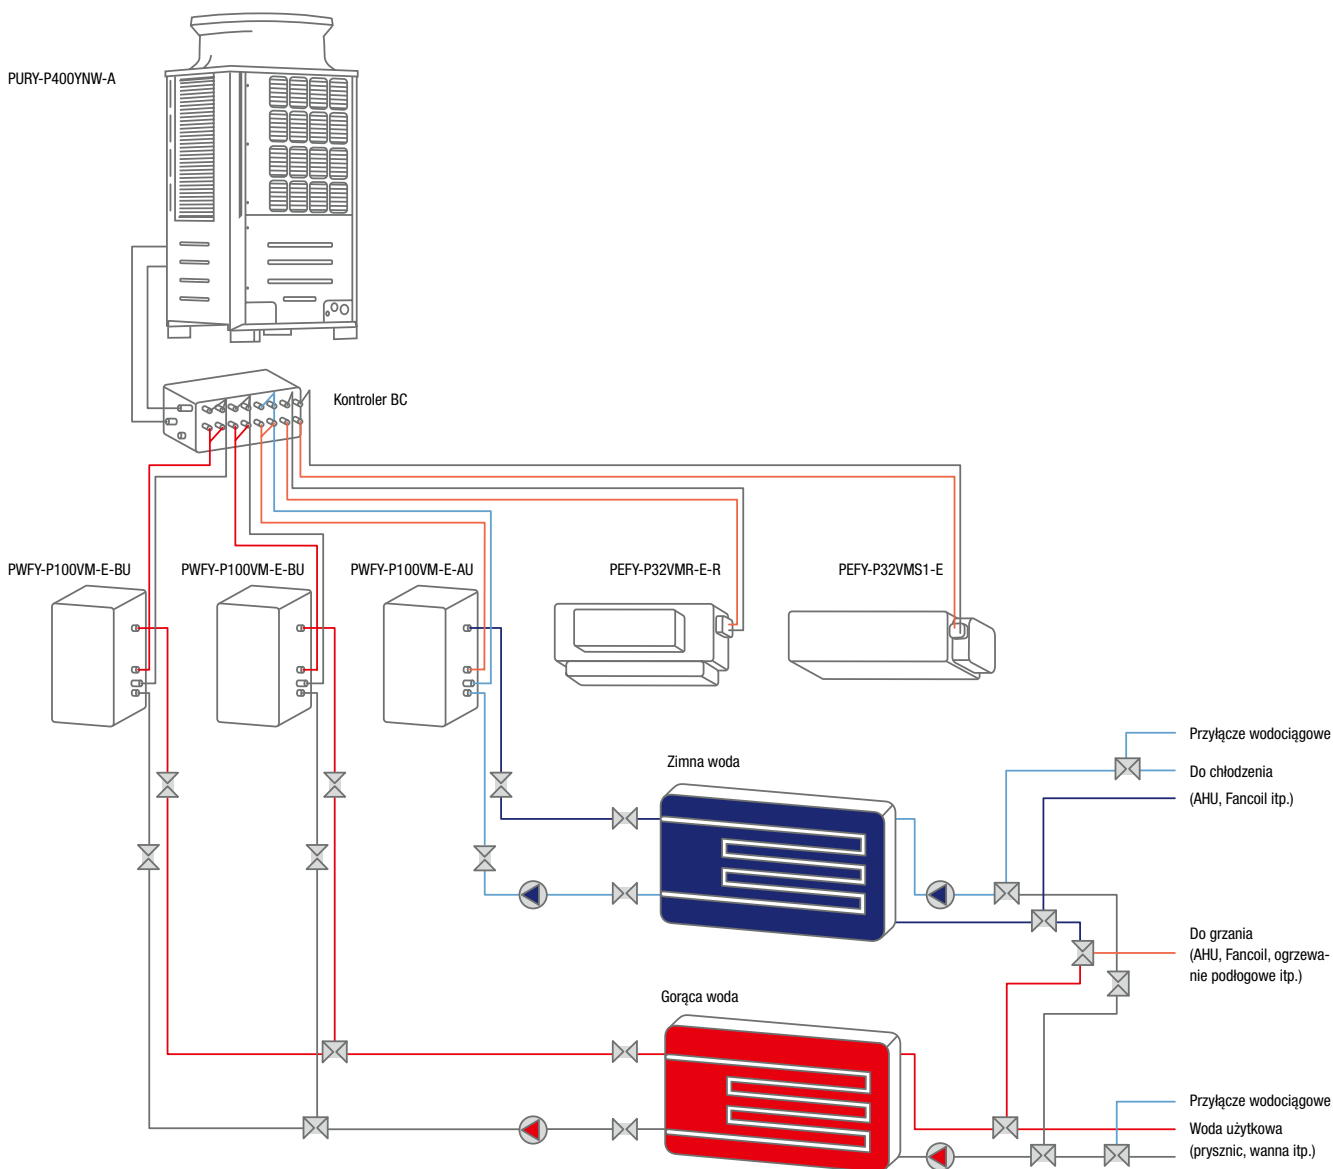 PURY-P400YNW-A
Kontroler BC
PWFY-P100VM-E-BU
PWFY-P100VM-E-BU
PWFY-P100VM-E-AU
PEFY-P32VMR-E-R
PEFY-P32VMS1-E
Przyłącze wodociągowe
Zimna woda
Do chłodzenia
(AHU, Fancoil itp.)
Do grzania
(AHU, Fancoil, ogrzewa-
nie podłogowe itp.)
Gorąca woda
Przyłącze wodociągowe
Woda użytkowa
(prysznic, wanna itp.)